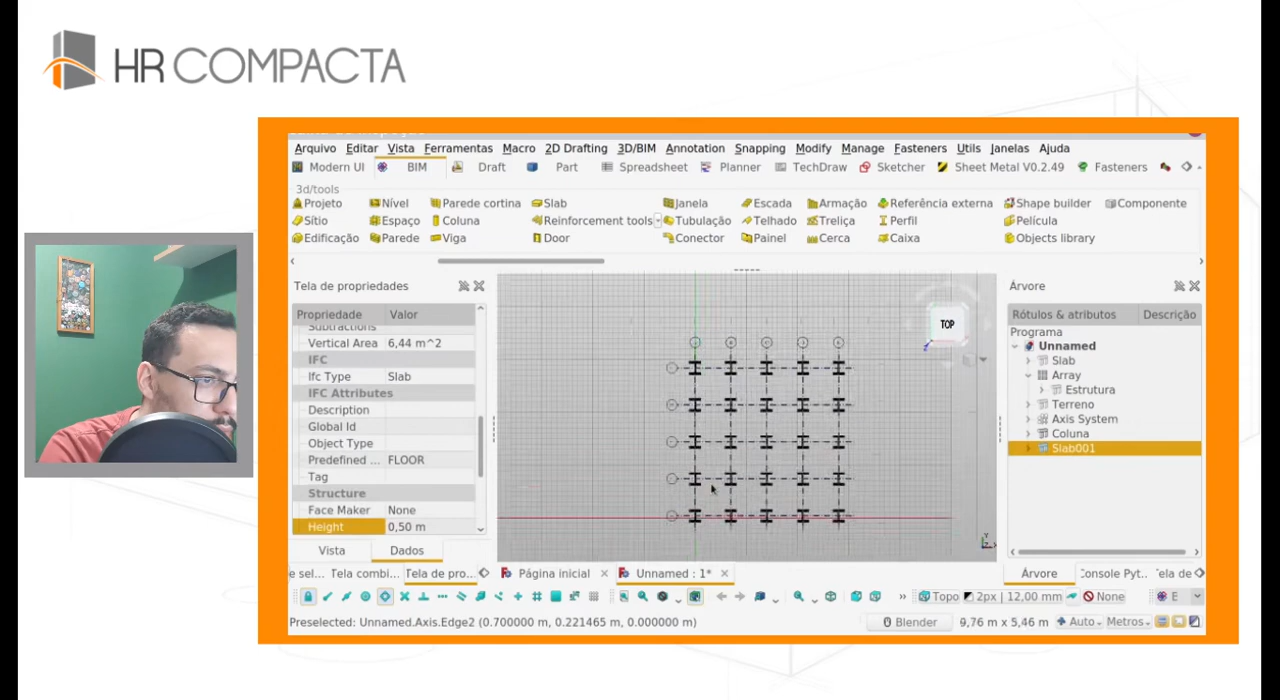 HR COMPACTA
Arquivo Editar Vista Ferramentas Macro 2D Drafting 3D/BIM Annotation Snapping Modify Manage Fasteners Utils Janelas Ajuda
Modern UI BIM Draft Part Spreadsheet Planner TechDraw Sketcher Sheet Metal V0.2.49 Fasteners
3d/tools
Projeto Nível Parede cortina Slab Janela Escada Armação Referência externa Shape builder Componente
Sítio Espaço Coluna Reinforcement tools Tubulação Telhado Treliça Perfil Película
Edificação Parede Viga Door Conector Painel Cerca Caixa Objects library
Tela de propriedades
Propriedade Valor
Subtractions
Vertical Area 6,44 m^2
IFC
Ifc Type Slab
IFC Attributes
Description
Global Id
Object Type
Predefined ... FLOOR
Tag
Structure
Face Maker None
Height 0,50 m
Vista Dados
TOP
Árvore
Rótulos & atributos Descrição
Programa
Unnamed
Slab
Array
Estrutura
Terreno
Axis System
Coluna
Slab001
e sel... Tela combi... Tela de pro... Página inicial Unnamed : 1* Árvore Console Pyt... Tela de
Topo 2px | 12,00 mm None E
Preselected: Unnamed.Axis.Edge2 (0.700000 m, 0.221465 m, 0.000000 m) Blender 9,76 m x 5,46 m Auto Metros